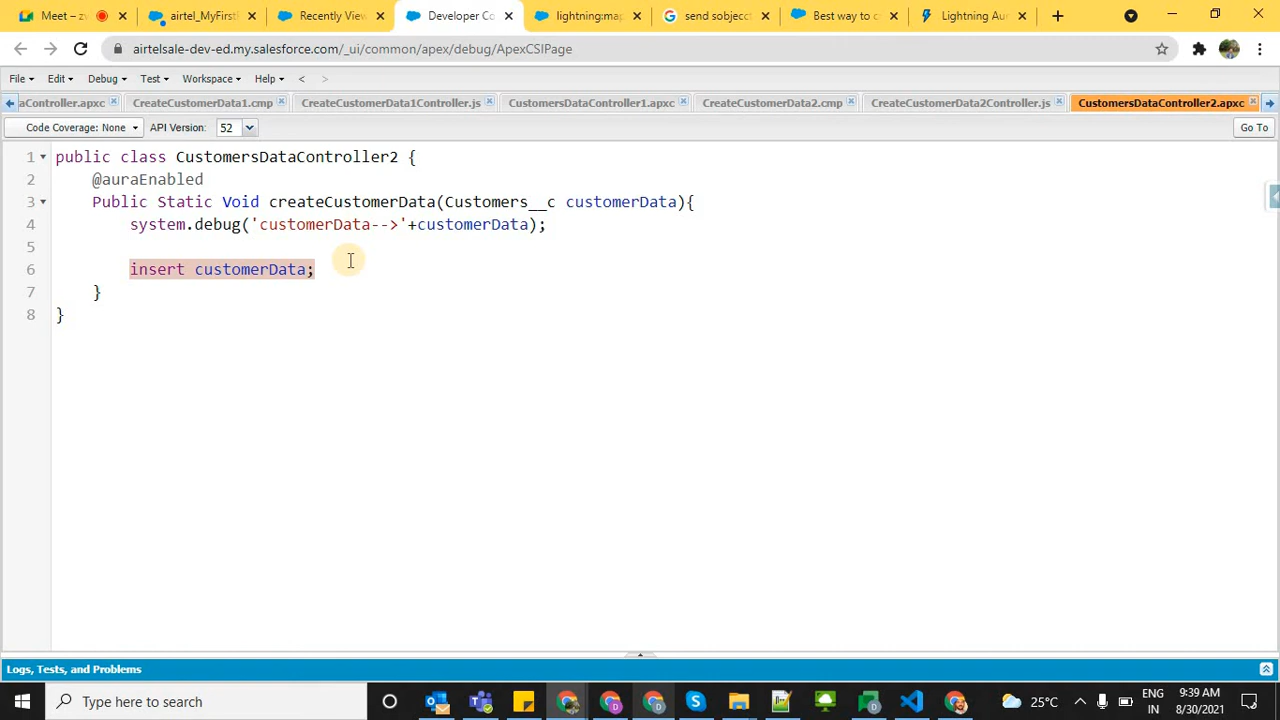 Meet – zv
airtel_MyFirst
Recently View
Developer Co
lightning:map
send sobject
Best way to c
Lightning Aur
airtelsale-dev-ed.my.salesforce.com/_ui/common/apex/debug/ApexCSIPage
File Edit Debug Test Workspace Help < >
aController.apxc CreateCustomerData1.cmp CreateCustomerData1Controller.js CustomersDataController1.apxc CreateCustomerData2.cmp CreateCustomerData2Controller.js CustomersDataController2.apxc
Code Coverage: None API Version: 52 Go To
1 public class CustomersDataController2 {
2 @auraEnabled
3 Public Static Void createCustomerData(Customers__c customerData){
4 system.debug('customerData-->'+customerData);
5
6 insert customerData;
7 }
8 }
Logs, Tests, and Problems
Type here to search
25°C
ENG
IN
9:39 AM
8/30/2021